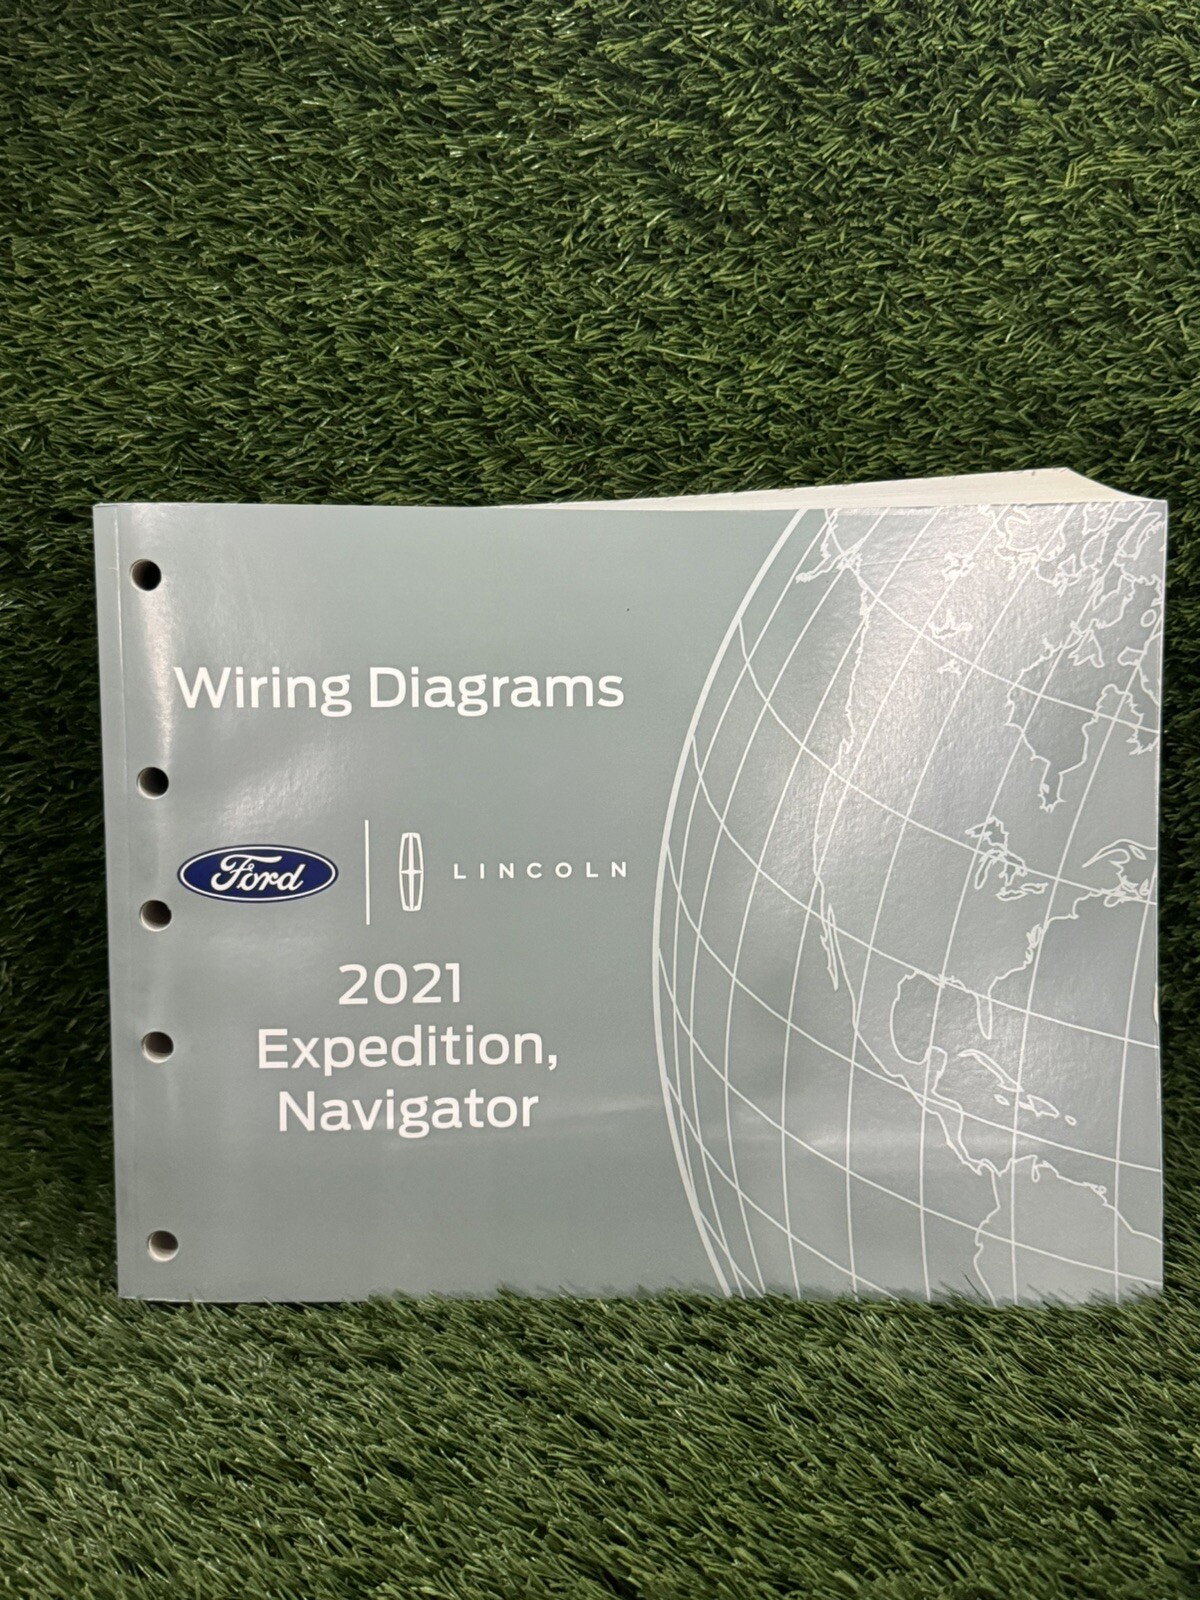 Wiring Diagrams
Ford LINCOLN
2021
Expedition,
Navigator